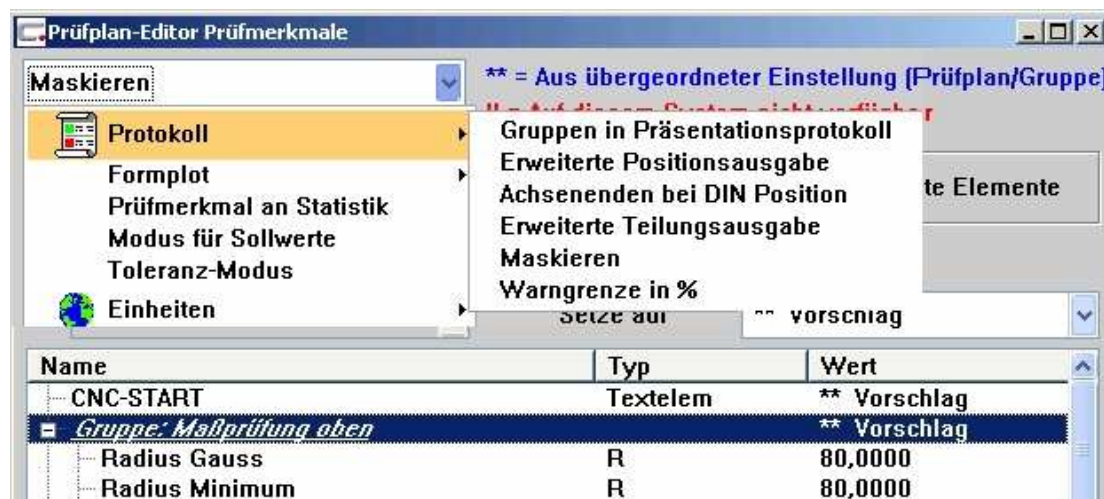 Prüfplan-Editor Prüfmerkmale
Maskieren
** = Aus übergeordneter Einstellung (Prüfplan/Gruppe)
Protokoll
Formplot
Prüfmerkmal an Statistik
Modus für Sollwerte
Toleranz-Modus
Einheiten
Gruppen in Präsentationsprotokoll
Erweiterte Positionsausgabe
Achsenenden bei DIN Position
Erweiterte Teilungsausgabe
Maskieren
Warngrenze in %
te Elemente
Setze auf ** Vorschlag
Name Typ Wert
CNC-START Textelem ** Vorschlag
Gruppe: Maßprüfung oben ** Vorschlag
Radius Gauss R 80,0000
Radius Minimum R 80,0000